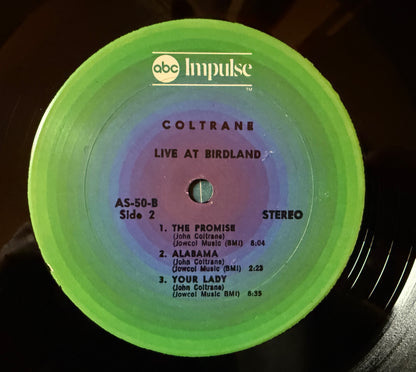 abc Impulse
TM
COLTRANE
LIVE AT BIRDLAND
AS-50-B
Side 2
STEREO
1. THE PROMISE
(John Coltrane)
(Jowcol Music (BMI) 8:04
2. ALABAMA
(John Coltrane)
(Jowcol Music (BMI) 2:23
3. YOUR LADY
(John Coltrane)
(Jowcol Music BMI) 6:35